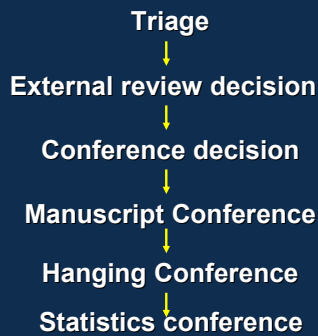 Triage
External review decision
Conference decision
Manuscript Conference
Hanging Conference
Statistics conference